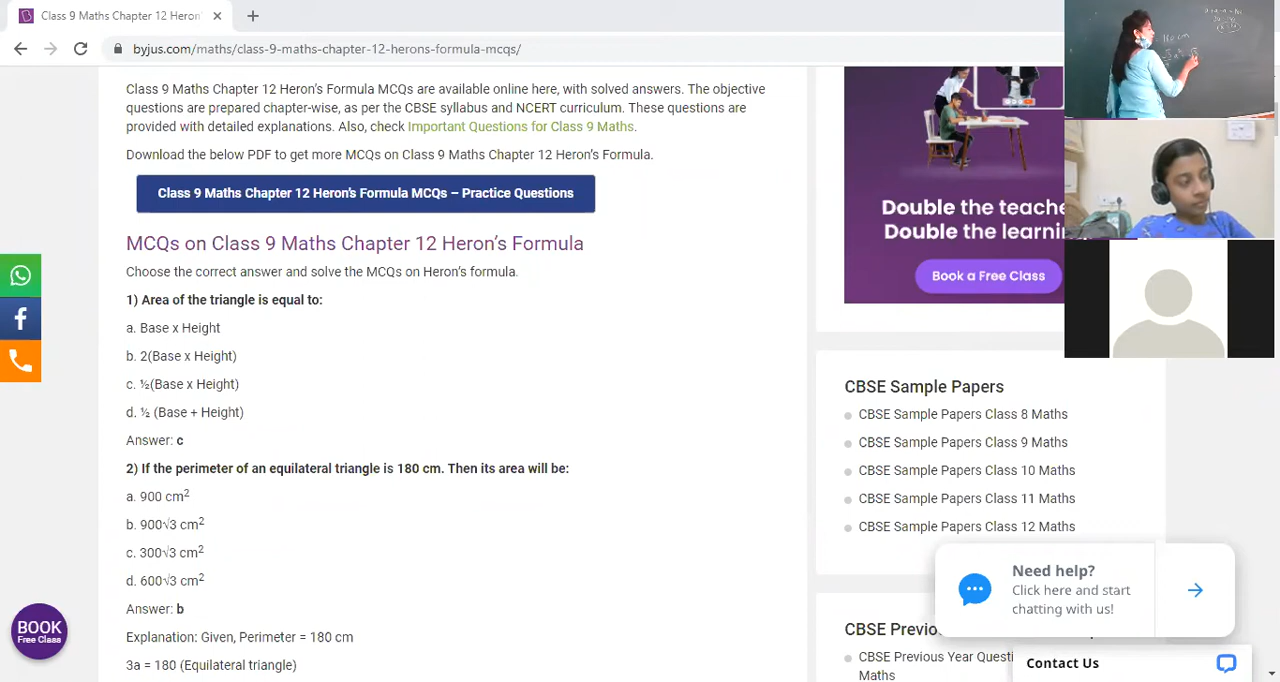 Class 9 Maths Chapter 12 Heron'
byjus.com/maths/class-9-maths-chapter-12-herons-formula-mcqs/
Class 9 Maths Chapter 12 Heron's Formula MCQs are available online here, with solved answers. The objective
questions are prepared chapter-wise, as per the CBSE syllabus and NCERT curriculum. These questions are
provided with detailed explanations. Also, check Important Questions for Class 9 Maths.
Download the below PDF to get more MCQs on Class 9 Maths Chapter 12 Heron's Formula.
Class 9 Maths Chapter 12 Heron's Formula MCQs – Practice Questions
MCQs on Class 9 Maths Chapter 12 Heron's Formula
Choose the correct answer and solve the MCQs on Heron's formula.
1) Area of the triangle is equal to:
a. Base x Height
b. 2(Base x Height)
c. ½(Base x Height)
d. ½ (Base + Height)
Answer: c
2) If the perimeter of an equilateral triangle is 180 cm. Then its area will be:
a. 900 cm²
b. 900√3 cm²
c. 300√3 cm²
d. 600√3 cm²
Answer: b
Explanation: Given, Perimeter = 180 cm
3a = 180 (Equilateral triangle)
BOOK
Free Class
Double the teache
Double the learnin
Book a Free Class
CBSE Sample Papers
CBSE Sample Papers Class 8 Maths
CBSE Sample Papers Class 9 Maths
CBSE Sample Papers Class 10 Maths
CBSE Sample Papers Class 11 Maths
CBSE Sample Papers Class 12 Maths
Need help?
Click here and start
chatting with us!
CBSE Previo
CBSE Previous Year Questi
Maths
Contact Us
180 cm